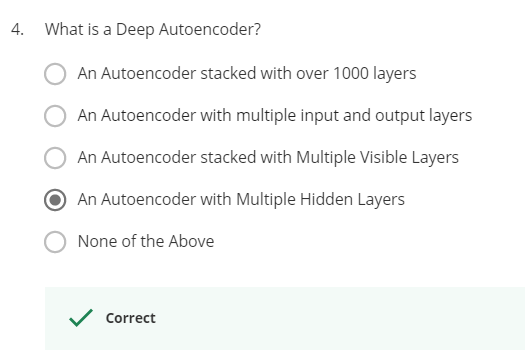 4. What is a Deep Autoencoder?
An Autoencoder stacked with over 1000 layers
An Autoencoder with multiple input and output layers
An Autoencoder stacked with Multiple Visible Layers
An Autoencoder with Multiple Hidden Layers
None of the Above
Correct